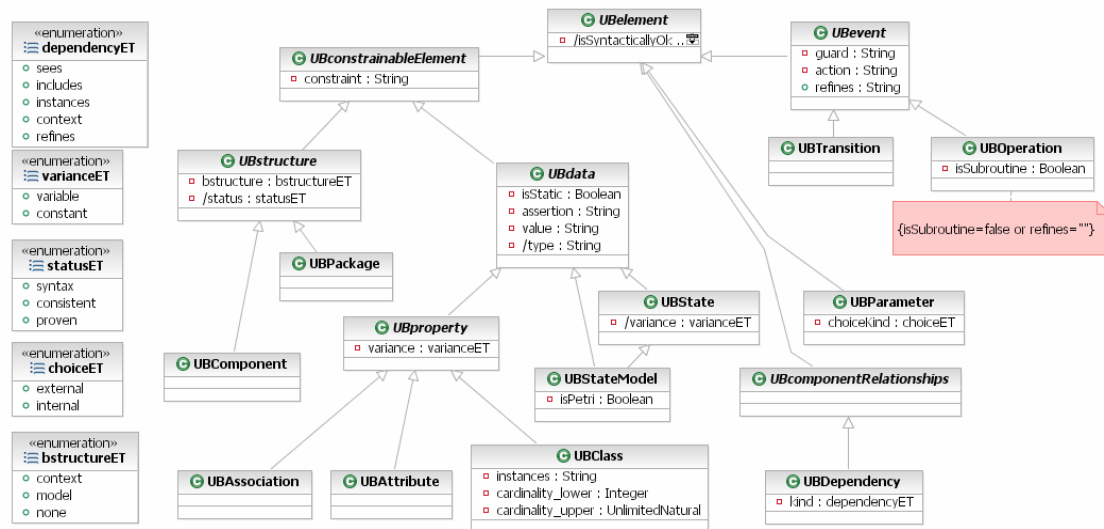 «enumeration»
dependencyET
sees
includes
instances
context
refines
«enumeration»
varianceET
variable
constant
«enumeration»
statusET
syntax
consistent
proven
«enumeration»
choiceET
external
internal
«enumeration»
bstructureET
context
model
none
UBelement
/isSyntacticallyOk ..
UBconstrainableElement
constraint : String
UBevent
guard : String
action : String
refines : String
UBTransition
UBOperation
isSubroutine : Boolean
{isSubroutine=false or refines=""}
UBstructure
bstructure : bstructureET
/status : statusET
UBdata
isStatic : Boolean
assertion : String
value : String
/type : String
UBPackage
UBState
/variance : varianceET
UBParameter
choiceKind : choiceET
UBproperty
variance : varianceET
UBComponent
UBStateModel
isPetri : Boolean
UBcomponentRelationships
UBAssociation
UBAttribute
UBClass
instances : String
cardinality_lower : Integer
cardinality_upper : UnlimitedNatural
UBDependency
kind : dependencyET